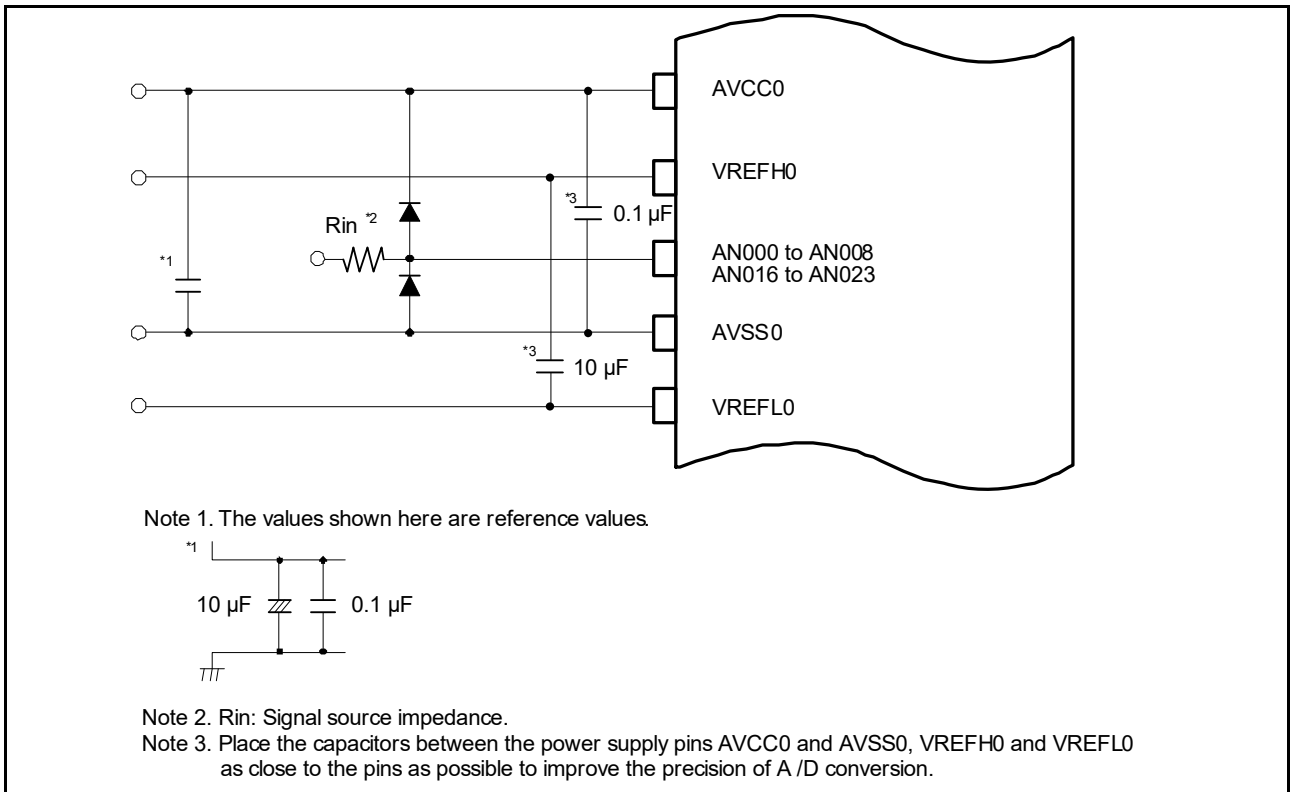 AVCC0
VREFH0
*3
0.1 µF
Rin *2
*1
AN000 to AN008
AN016 to AN023
AVSS0
*3
10 µF
VREFL0
Note 1. The values shown here are reference values.
*1
10 µF
0.1 µF
Note 2. Rin: Signal source impedance.
Note 3. Place the capacitors between the power supply pins AVCC0 and AVSS0, VREFH0 and VREFL0
as close to the pins as possible to improve the precision of A /D conversion.